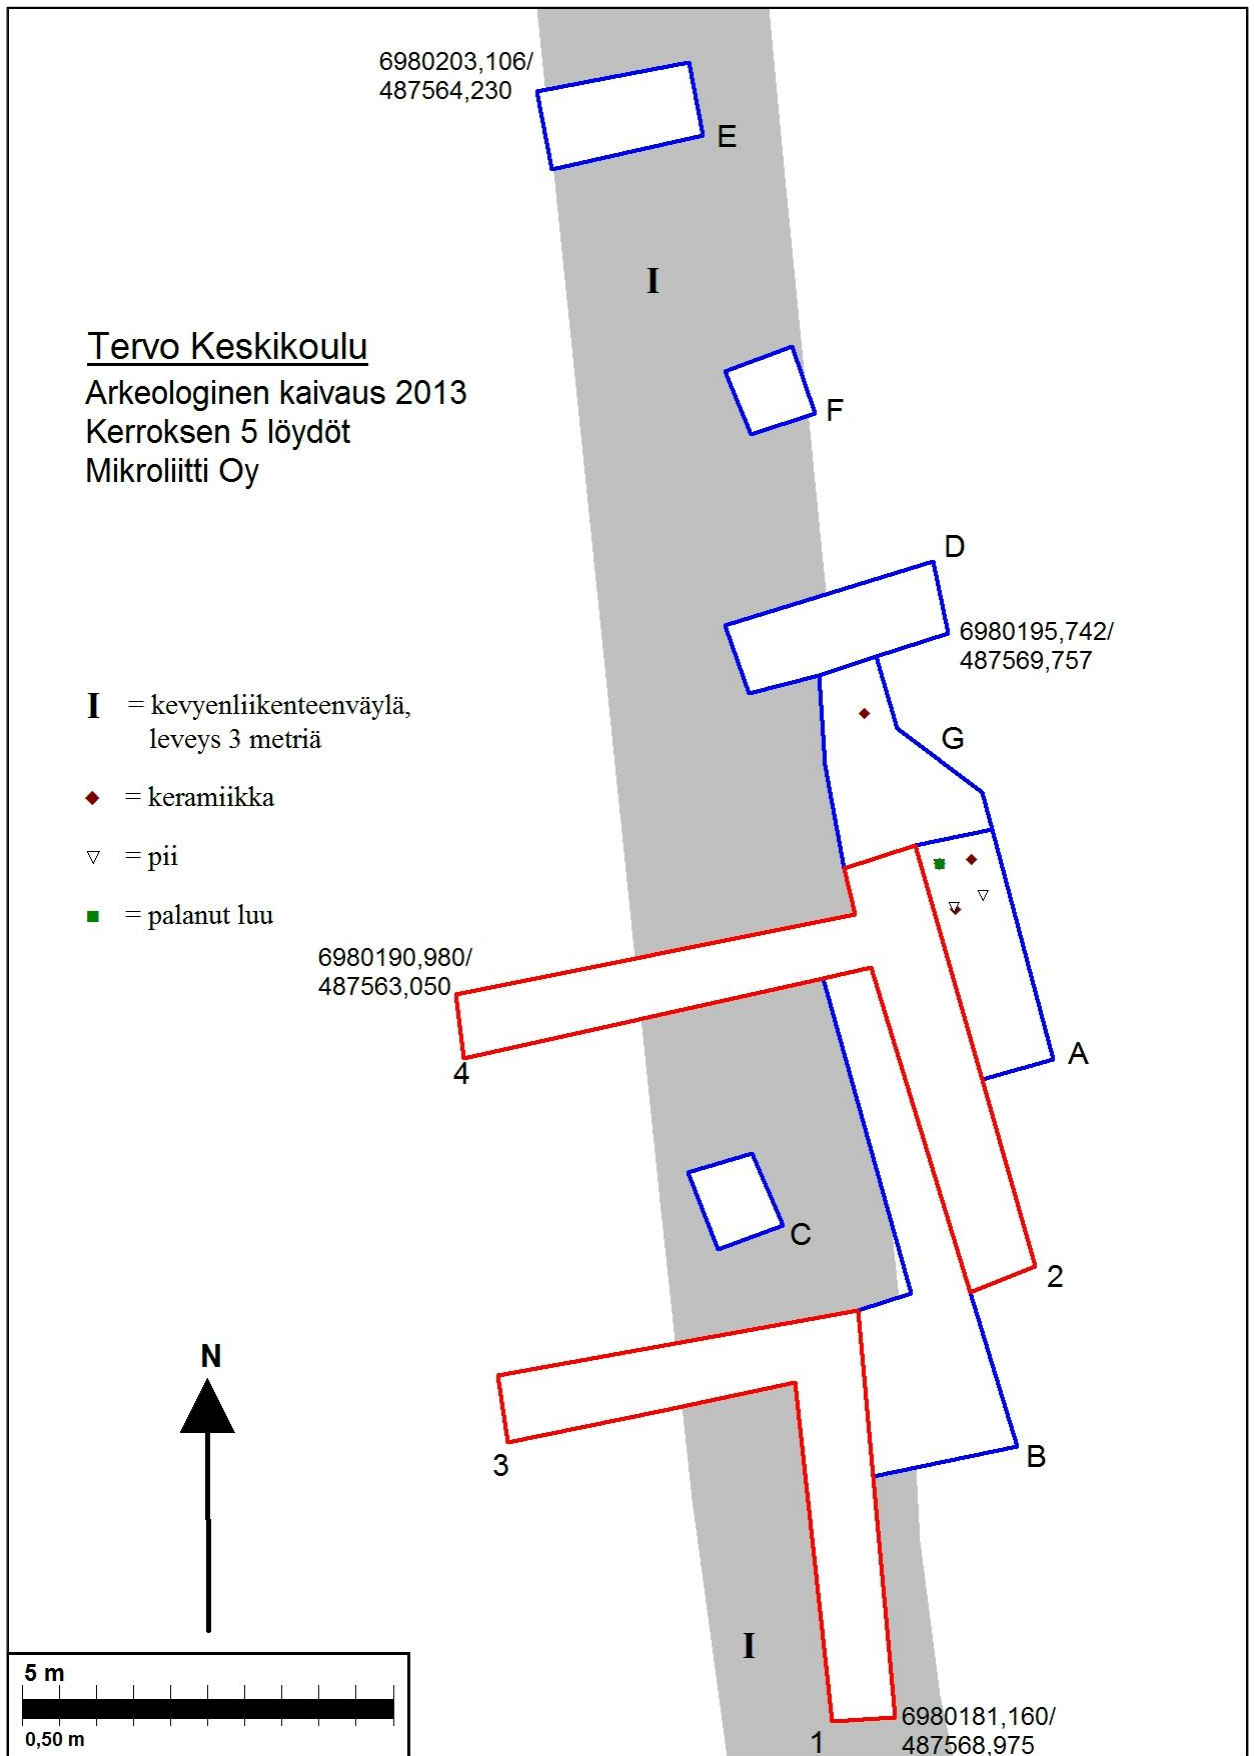 6980203,106/
487564,230
E
I
Tervo Keskikoulu
Arkeologinen kaivaus 2013
Kerroksen 5 löydöt
Mikroliitti Oy
F
D
6980195,742/
487569,757
G
I = kevyenliikenteenväylä,
leveys 3 metriä
= keramiikka
= pii
= palanut luu
6980190,980/
487563,050
4
A
C
2
N
3
B
I
5 m
0,50 m
1
6980181,160/
487568,975